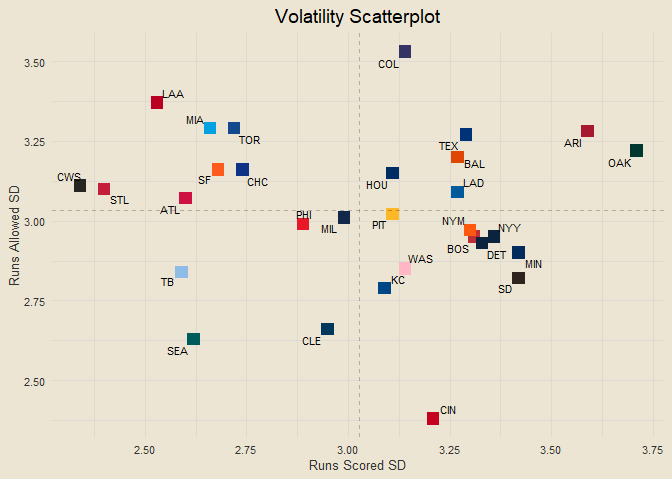 Volatility Scatterplot
3.50
3.25
3.00
2.75
2.50
Runs Allowed SD
COL
LAA
MIA
TOR
TEX
ARI
BAL
OAK
CWS
SF
CHC
HOU
LAD
STL
ATL
PHI
MIL
PIT
NYM
NYY
BOS
DET
WAS
MIN
TB
KC
SD
CLE
SEA
CIN
2.50
2.75
3.00
3.25
3.50
3.75
Runs Scored SD